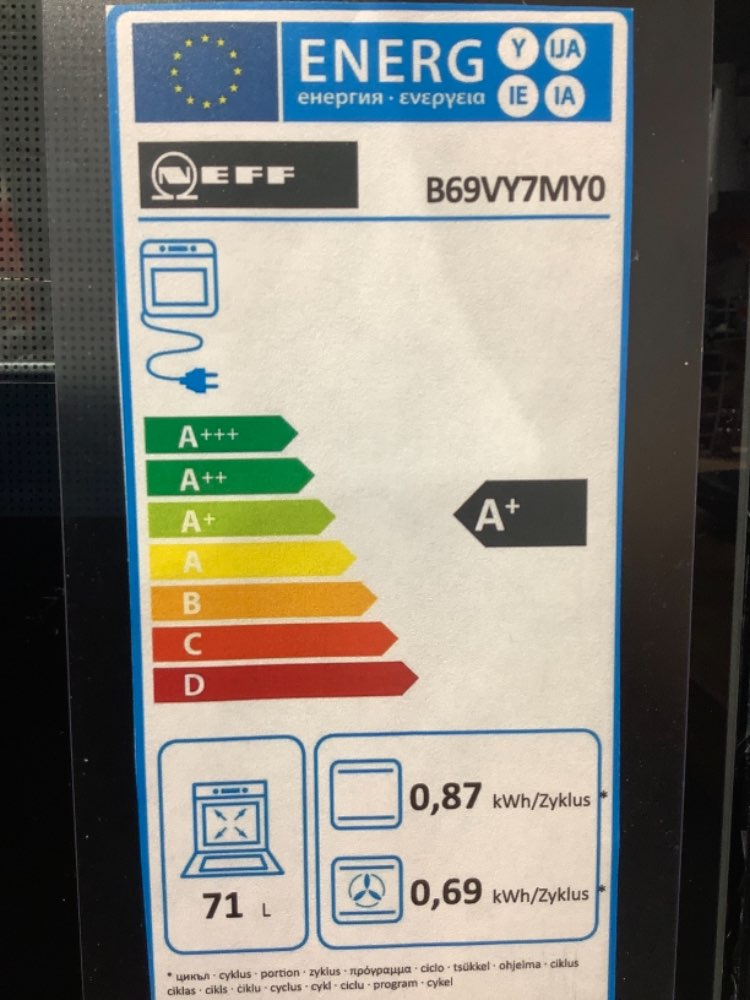 ENERG Y IJA
енергия · ενεργεια IE IA
NEFF
B69VY7MY0
A+++
A++
A+
A+
A
B
C
D
0,87 kWh/Zyklus *
0,69 kWh/Zyklus *
71 L
* цикъл · cyklus · portion · zyklus · πρόγραμμα · ciclo · tsükkel · ohjelma · ciklus
ciklas · cikls · ċiklu · cyclus · cykl · ciclu · program · cykel